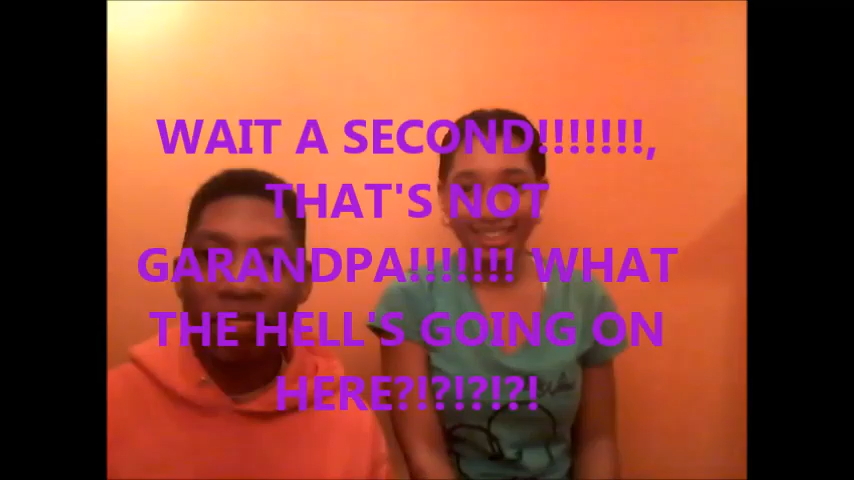 WAIT A SECOND!!!!!!!,
THAT'S NOT
GARANDPA!!!!!!! WHAT
THE HELL'S GOING ON
HERE?!?!?!?!